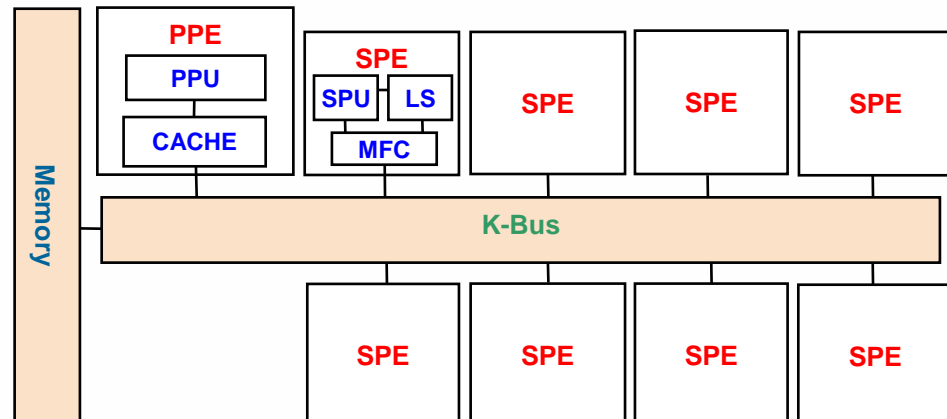 Memory
PPE
PPU
CACHE
SPE
SPU
LS
MFC
SPE
SPE
SPE
K-Bus
SPE
SPE
SPE
SPE